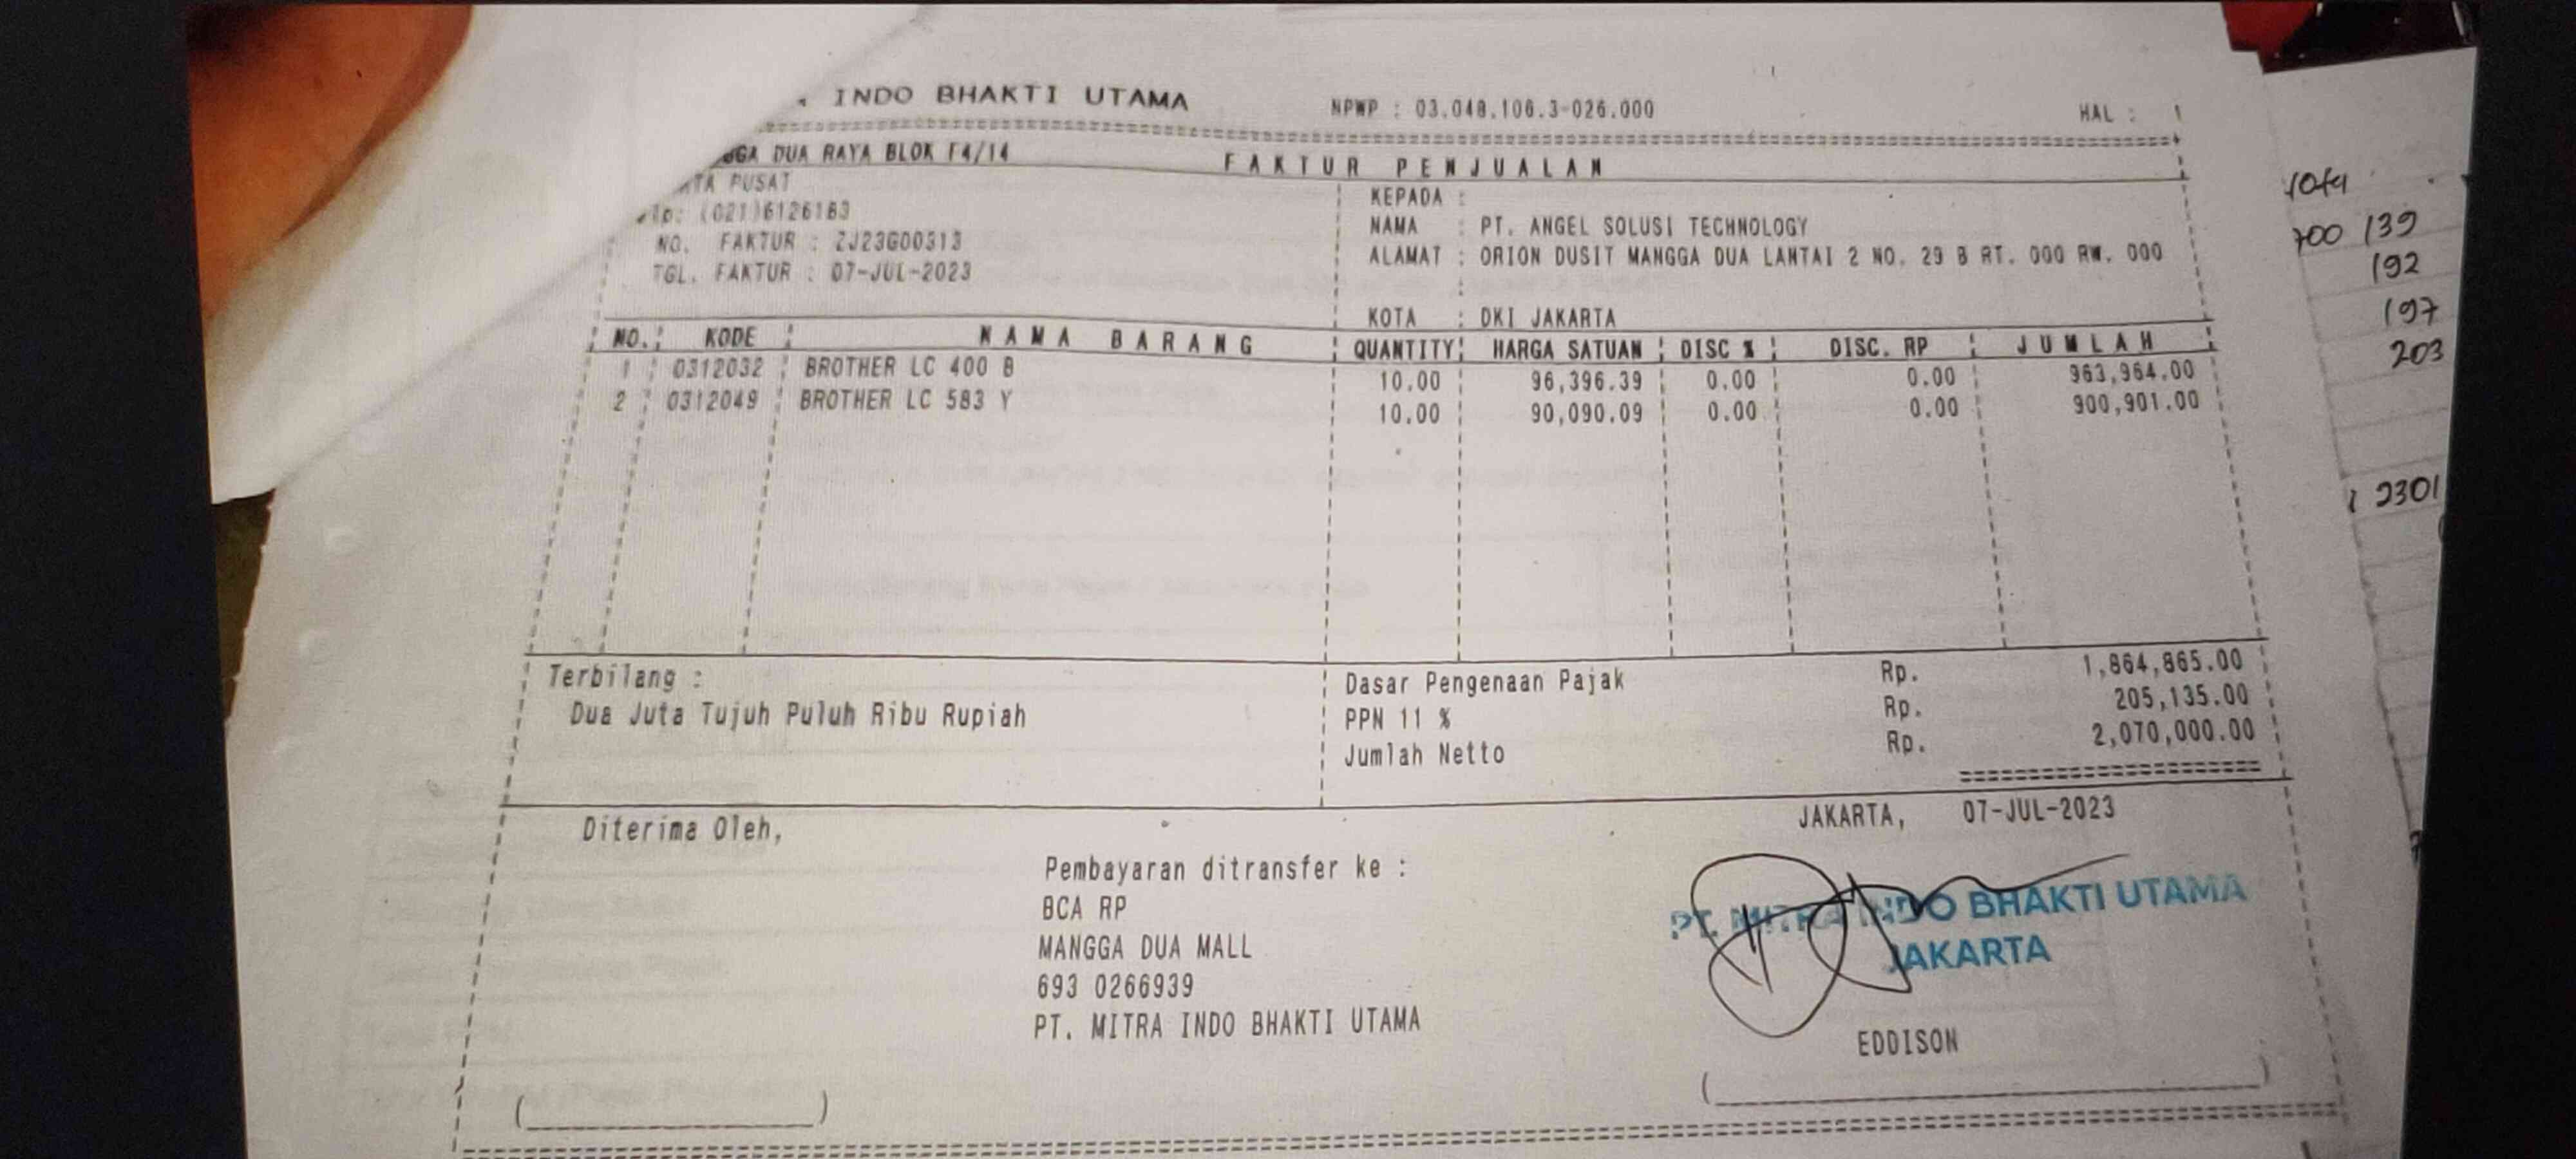 INDO BHAKTI UTAMA
NPWP : 03.048.106.3-026.000
HAL : 1
DUA RAYA BLOK F4/14
FAKTUR PENJUALAN
PUSAT
(021)6126183
NO. FAKTUR : ZJ23G00313
TGL. FAKTUR : 07-JUL-2023
KEPADA :
NAMA : PT. ANGEL SOLUSI TECHNOLOGY
ALAMAT : ORION DUSIT MANGGA DUA LANTAI 2 NO. 29 B RT. 000 RW. 000
:
KOTA : DKI JAKARTA
NO. KODE NAMA BARANG QUANTITY HARGA SATUAN DISC % DISC. RP JUMLAH
1 0312032 BROTHER LC 400 B 10.00 96,396.39 0.00 0.00 963,964.00
2 0312049 BROTHER LC 583 Y 10.00 90,090.09 0.00 0.00 900,901.00
Terbilang :
Dua Juta Tujuh Puluh Ribu Rupiah
Dasar Pengenaan Pajak Rp. 1,864,865.00
PPN 11 % Rp. 205,135.00
Jumlah Netto Rp. 2,070,000.00
Diterima Oleh,
JAKARTA, 07-JUL-2023
Pembayaran ditransfer ke :
BCA RP
MANGGA DUA MALL
693 0266939
PT. MITRA INDO BHAKTI UTAMA
PT. MITRA INDO BHAKTI UTAMA
JAKARTA
EDDISON
139
192
197
203
2301